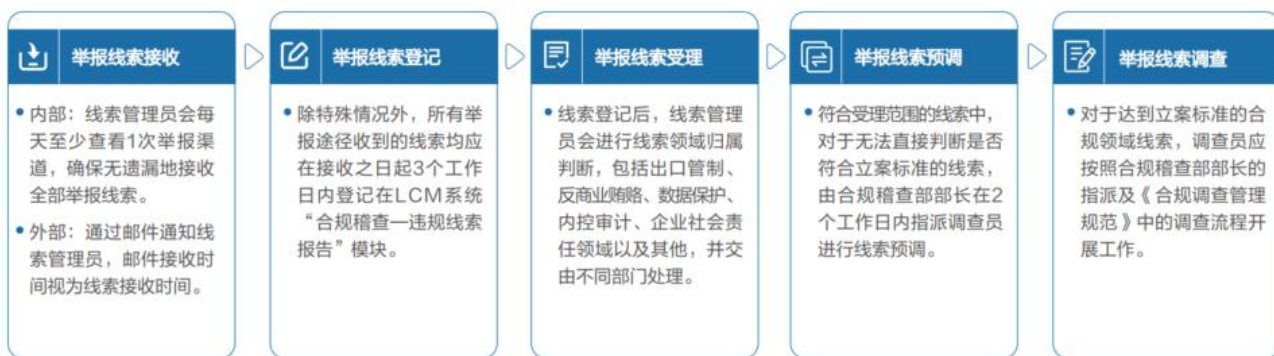 举报线索接收
• 内部：线索管理员会每
天至少查看1次举报渠
道，确保无遗漏地接收
全部举报线索。
• 外部：通过邮件通知线
索管理员，邮件接收时
间视为线索接收时间。
举报线索登记
• 除特殊情况外，所有举
报途径收到的线索均应
在接收之日起3个工作
日内登记在LCM系统
“合规稽查—违规线索
报告”模块。
举报线索受理
• 线索登记后，线索管理
员会进行线索领域归属
判断，包括出口管制、
反商业贿赂、数据保护、
内控审计、企业社会责
任领域以及其他，并交
由不同部门处理。
举报线索预调
• 符合受理范围的线索中，
对于无法直接判断是否
符合立案标准的线索，
由合规稽查部部长在2
个工作日内指派调查员
进行线索预调。
举报线索调查
• 对于达到立案标准的合
规领域线索，调查员应
按照合规稽查部部长的
指派及《合规调查管理
规范》中的调查流程开
展工作。